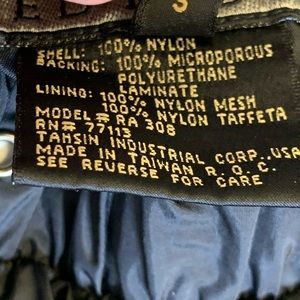 S
SHELL: 100% NYLON
BACKING: 100% MICROPOROUS
POLYURETHANE
LAMINATE
LINING: 100% NYLON MESH
100% NYLON TAFFETA
MODEL# RA 308
RN# 77113
TAHSIN INDUSTRIAL CORP., USA
MADE IN TAIWAN R.O.C.
SEE REVERSE FOR CARE